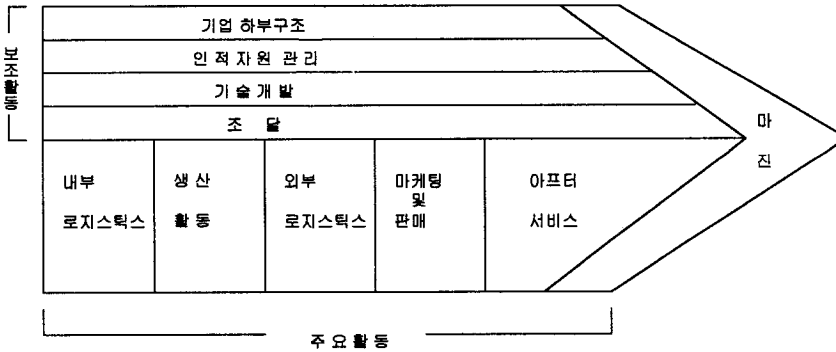 보조활동
기업 하부구조
인적자원 관리
기술개발
조 달
마진
내부
로지스틱스
생산
활동
외부
로지스틱스
마케팅
및
판매
아프터
서비스
주요활동